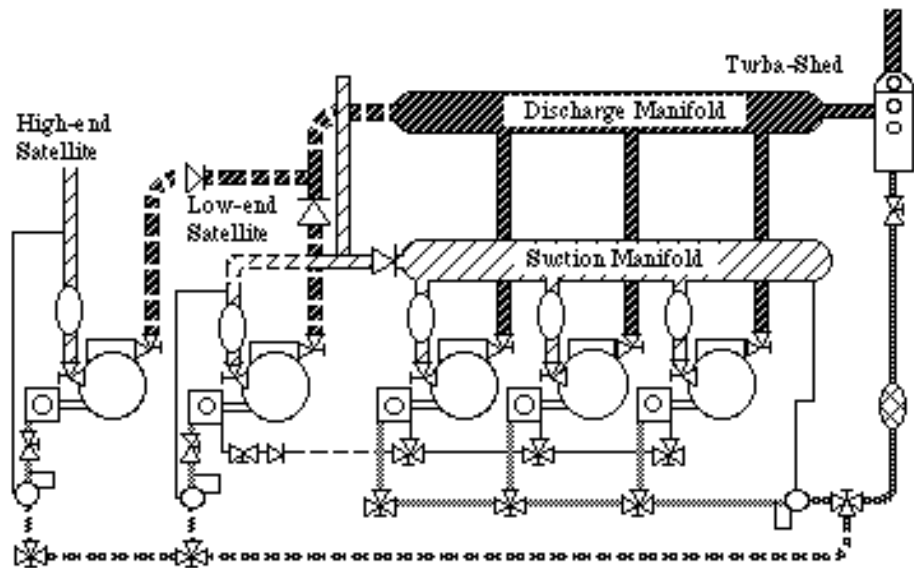 Turba-Shed
Discharge Manifold
High-end
Satellite
Low-end
Satellite
Suction Manifold